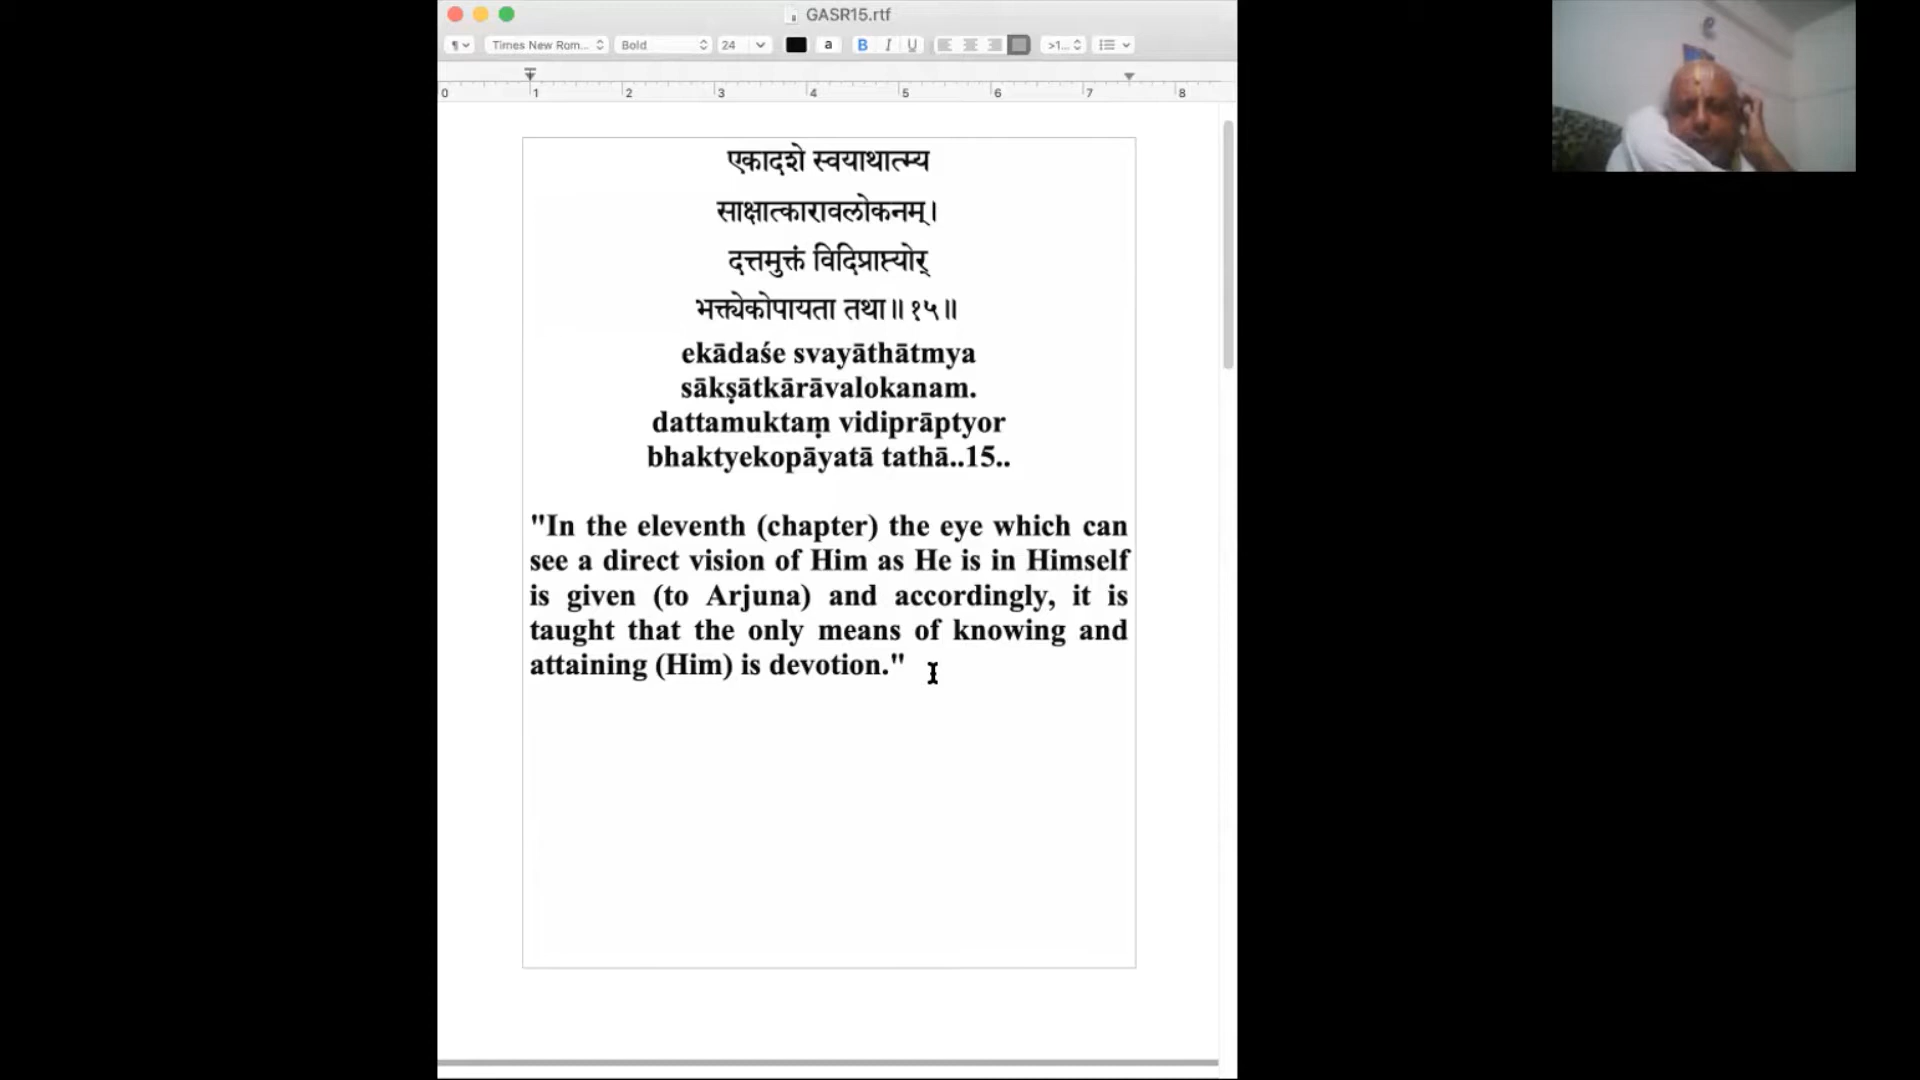 GASR15.rtf
Times New Rom... Bold 24 a B I U >1...
0 1 2 3 4 5 6 7 8
एकादशे स्वयाथात्म्य
साक्षात्कारावलोकनम्।
दत्तमुक्तं विदिप्राप्त्योर्
भक्त्येकोपायता तथा॥१५॥
ekādaśe svayāthātmya
sākṣātkārāvalokanam.
dattamuktaṃ vidiprāptyor
bhaktyekopāyatā tathā..15..
"In the eleventh (chapter) the eye which can
see a direct vision of Him as He is in Himself
is given (to Arjuna) and accordingly, it is
taught that the only means of knowing and
attaining (Him) is devotion."